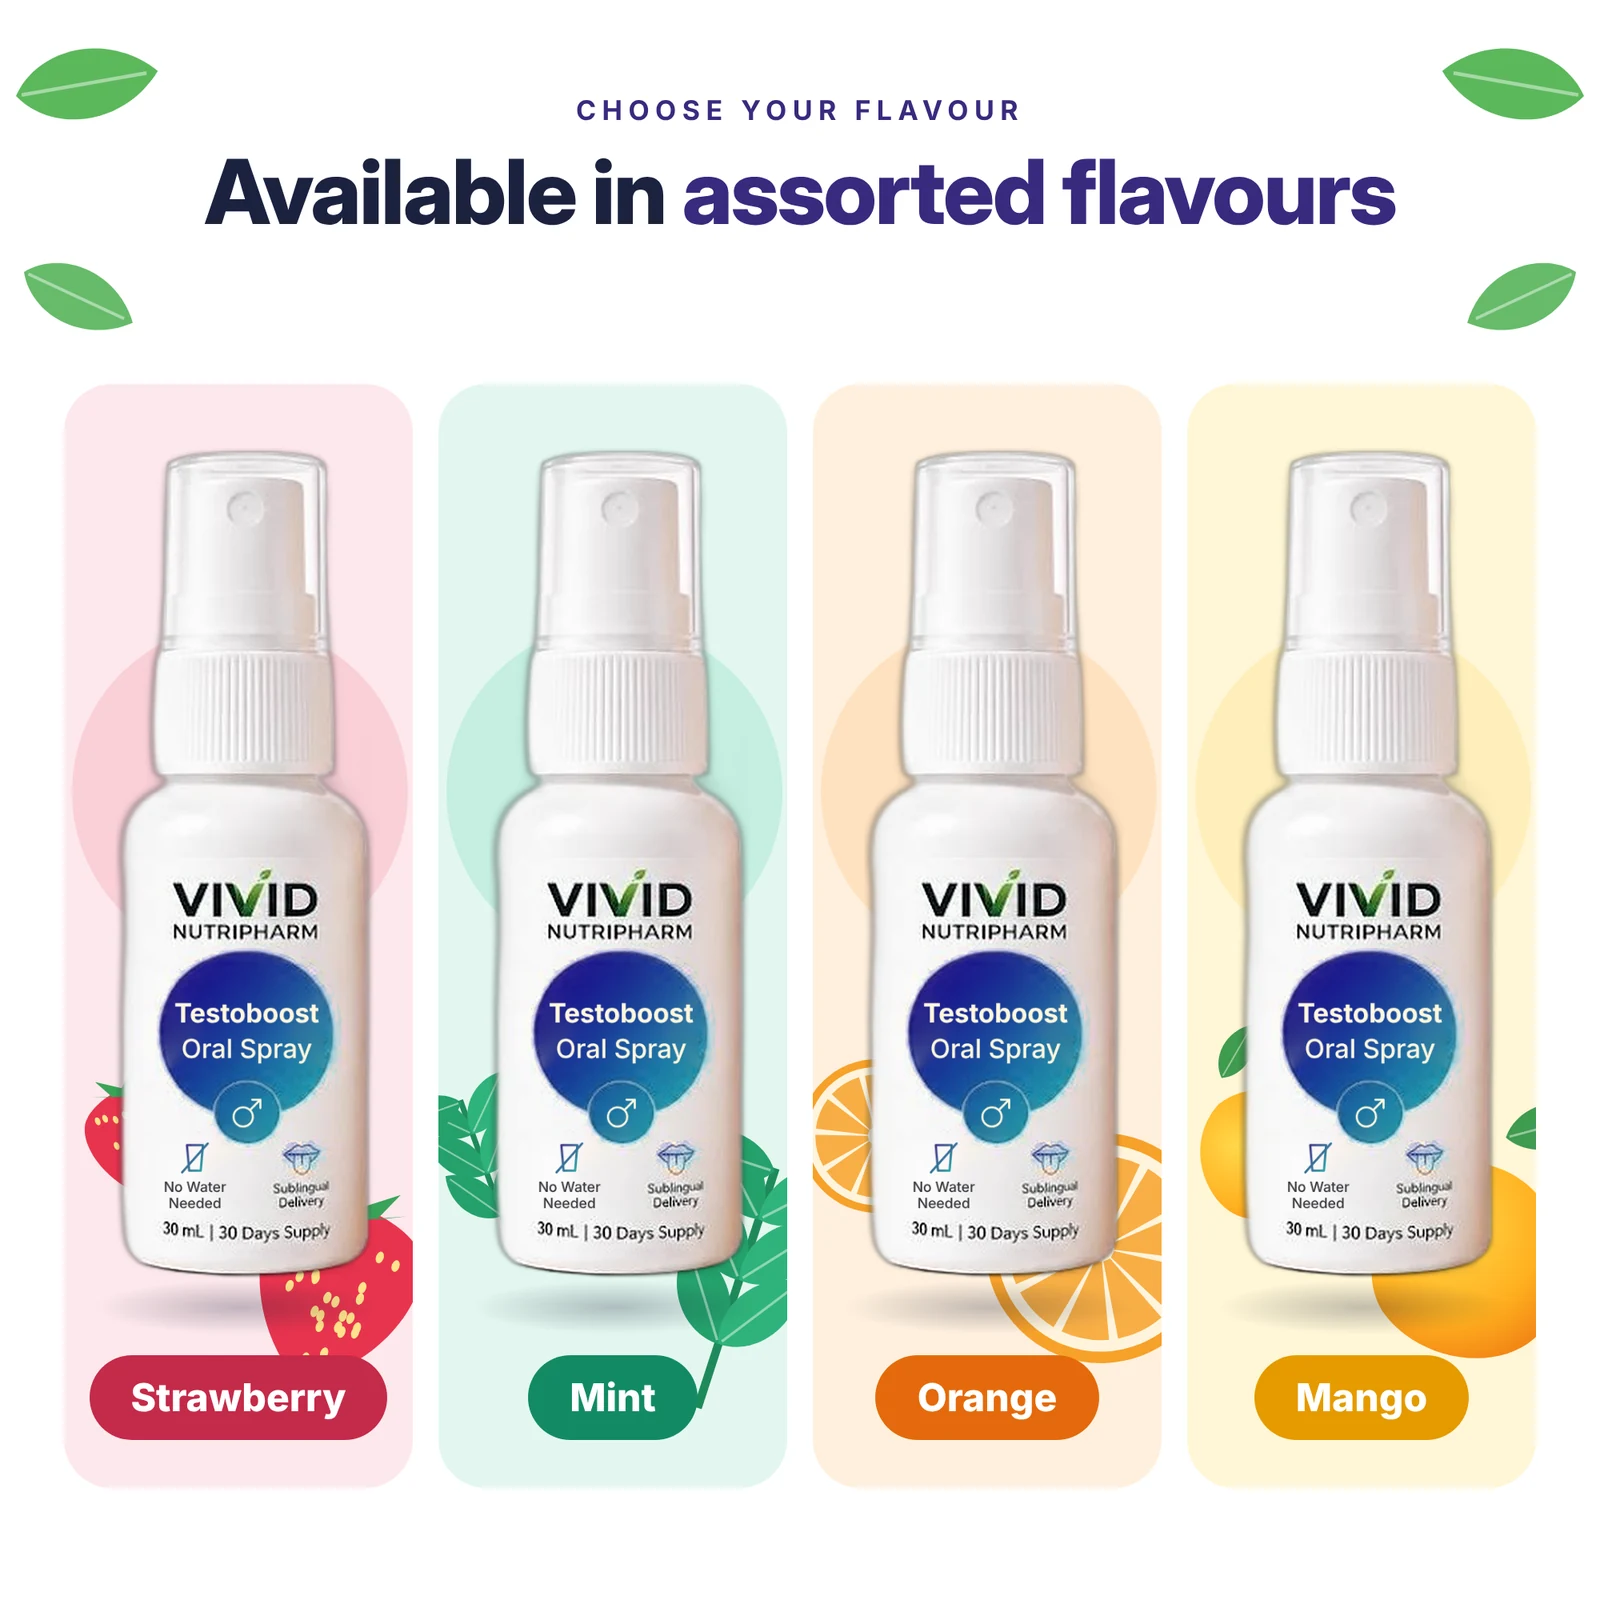 CHOOSE YOUR FLAVOUR
Available in assorted flavours
VIVID
NUTRIPHARM
Testoboost
Oral Spray
No Water
Needed
Sublingual
Delivery
30 mL | 30 Days Supply
Strawberry
VIVID
NUTRIPHARM
Testoboost
Oral Spray
No Water
Needed
Sublingual
Delivery
30 mL | 30 Days Supply
Mint
VIVID
NUTRIPHARM
Testoboost
Oral Spray
No Water
Needed
Sublingual
Delivery
30 mL | 30 Days Supply
Orange
VIVID
NUTRIPHARM
Testoboost
Oral Spray
No Water
Needed
Sublingual
Delivery
30 mL | 30 Days Supply
Mango